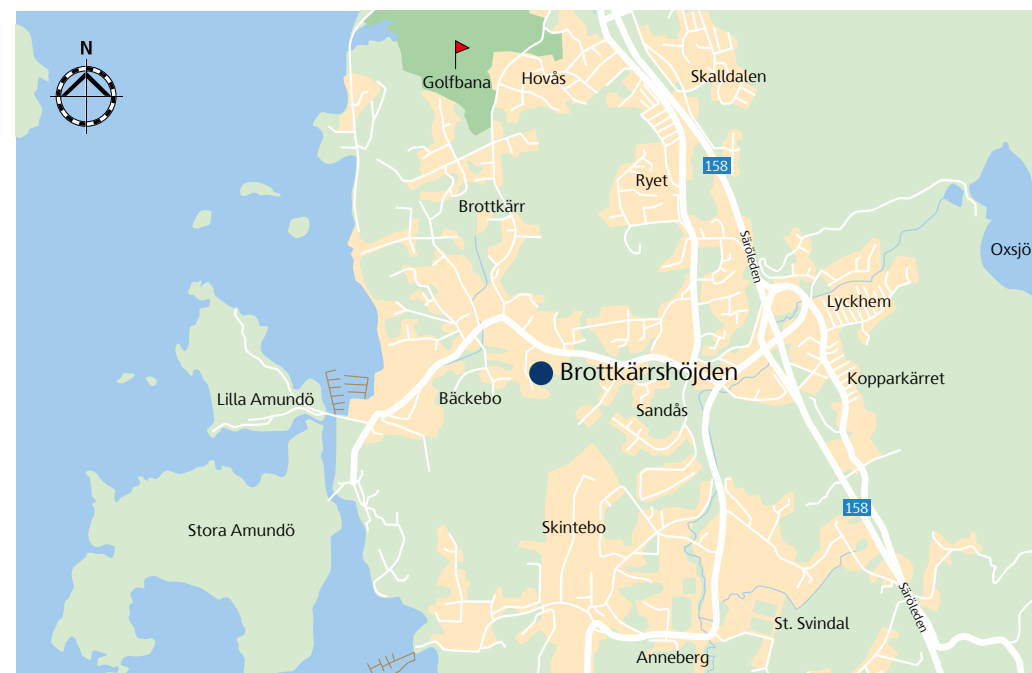 N
Golfbana
Hovås
Skalldalen
158
Ryet
Brottkärr
Säröleden
Oxsjö
Lyckhem
Brottkärrshöjden
Kopparkärret
Lilla Amundö
Bäckebo
Sandås
158
Stora Amundö
Skintebo
Säröleden
St. Svindal
Anneberg